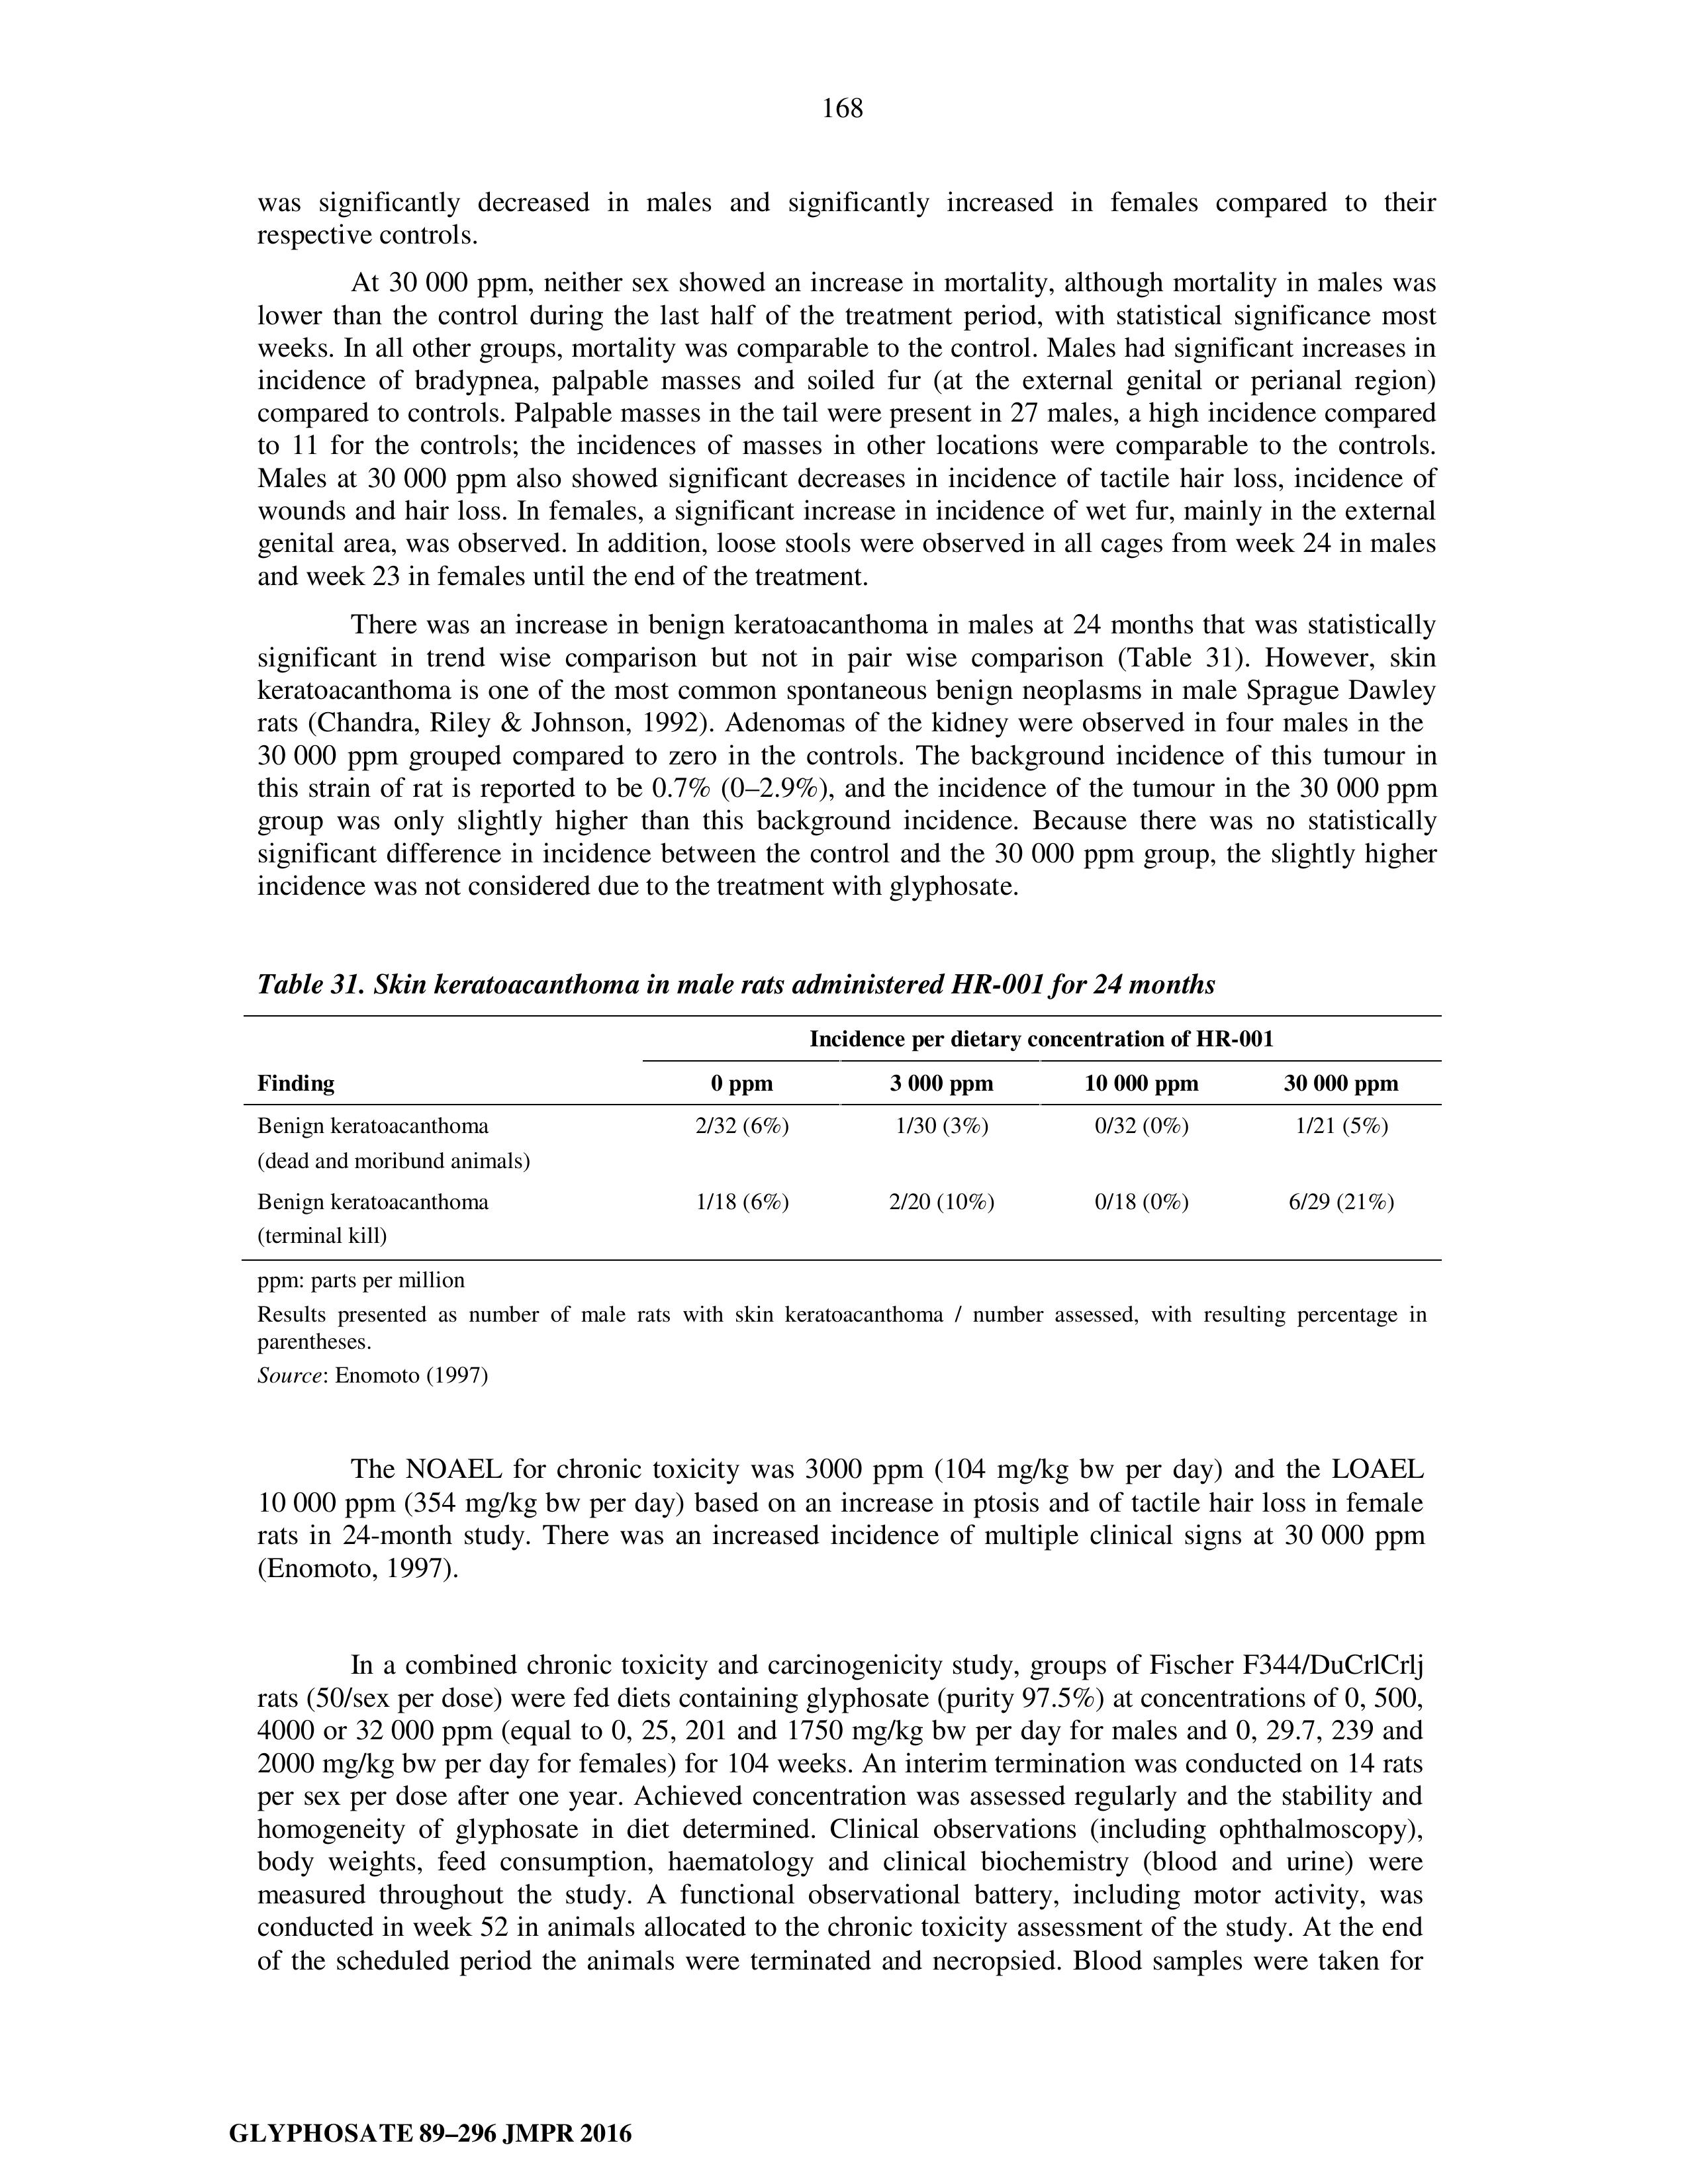 168
was significantly decreased in males and significantly increased in females compared to their
respective controls.
At 30 000 ppm, neither sex showed an increase in mortality, although mortality in males was
lower than the control during the last half of the treatment period, with statistical significance most
weeks. In all other groups, mortality was comparable to the control. Males had significant increases in
incidence of bradypnea, palpable masses and soiled fur (at the external genital or perianal region)
compared to controls. Palpable masses in the tail were present in 27 males, a high incidence compared
to 11 for the controls; the incidences of masses in other locations were comparable to the controls.
Males at 30 000 ppm also showed significant decreases in incidence of tactile hair loss, incidence of
wounds and hair loss. In females, a significant increase in incidence of wet fur, mainly in the external
genital area, was observed. In addition, loose stools were observed in all cages from week 24 in males
and week 23 in females until the end of the treatment.
There was an increase in benign keratoacanthoma in males at 24 months that was statistically
significant in trend wise comparison but not in pair wise comparison (Table 31). However, skin
keratoacanthoma is one of the most common spontaneous benign neoplasms in male Sprague Dawley
rats (Chandra, Riley & Johnson, 1992). Adenomas of the kidney were observed in four males in the
30 000 ppm grouped compared to zero in the controls. The background incidence of this tumour in
this strain of rat is reported to be 0.7% (0–2.9%), and the incidence of the tumour in the 30 000 ppm
group was only slightly higher than this background incidence. Because there was no statistically
significant difference in incidence between the control and the 30 000 ppm group, the slightly higher
incidence was not considered due to the treatment with glyphosate.
Table 31. Skin keratoacanthoma in male rats administered HR-001 for 24 months
Incidence per dietary concentration of HR-001
Finding 0 ppm 3 000 ppm 10 000 ppm 30 000 ppm
Benign keratoacanthoma 2/32 (6%) 1/30 (3%) 0/32 (0%) 1/21 (5%)
(dead and moribund animals)
Benign keratoacanthoma 1/18 (6%) 2/20 (10%) 0/18 (0%) 6/29 (21%)
(terminal kill)
ppm: parts per million
Results presented as number of male rats with skin keratoacanthoma / number assessed, with resulting percentage in
parentheses.
Source: Enomoto (1997)
The NOAEL for chronic toxicity was 3000 ppm (104 mg/kg bw per day) and the LOAEL
10 000 ppm (354 mg/kg bw per day) based on an increase in ptosis and of tactile hair loss in female
rats in 24-month study. There was an increased incidence of multiple clinical signs at 30 000 ppm
(Enomoto, 1997).
In a combined chronic toxicity and carcinogenicity study, groups of Fischer F344/DuCrlCrlj
rats (50/sex per dose) were fed diets containing glyphosate (purity 97.5%) at concentrations of 0, 500,
4000 or 32 000 ppm (equal to 0, 25, 201 and 1750 mg/kg bw per day for males and 0, 29.7, 239 and
2000 mg/kg bw per day for females) for 104 weeks. An interim termination was conducted on 14 rats
per sex per dose after one year. Achieved concentration was assessed regularly and the stability and
homogeneity of glyphosate in diet determined. Clinical observations (including ophthalmoscopy),
body weights, feed consumption, haematology and clinical biochemistry (blood and urine) were
measured throughout the study. A functional observational battery, including motor activity, was
conducted in week 52 in animals allocated to the chronic toxicity assessment of the study. At the end
of the scheduled period the animals were terminated and necropsied. Blood samples were taken for
GLYPHOSATE 89–296 JMPR 2016